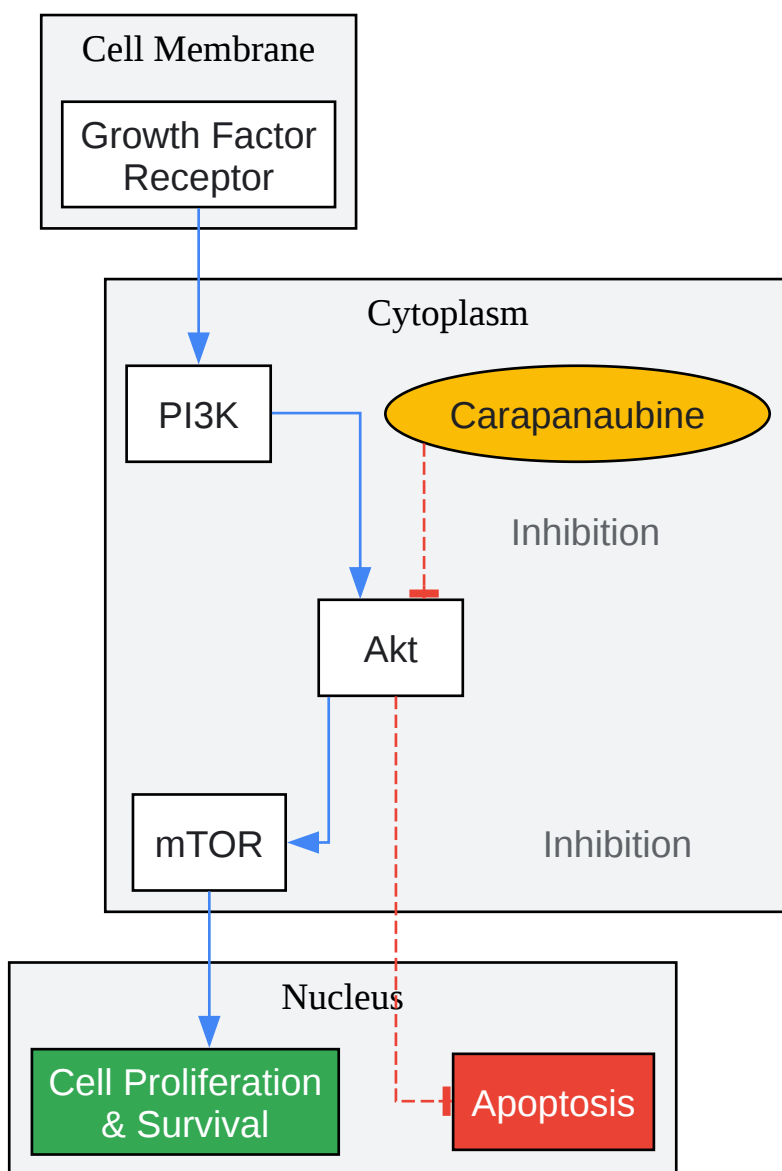 Cell Membrane
Growth Factor
Receptor
Cytoplasm
PI3K
Carapanaubine
Inhibition
Akt
mTOR
Inhibition
Nucleus
Cell Proliferation
& Survival
Apoptosis